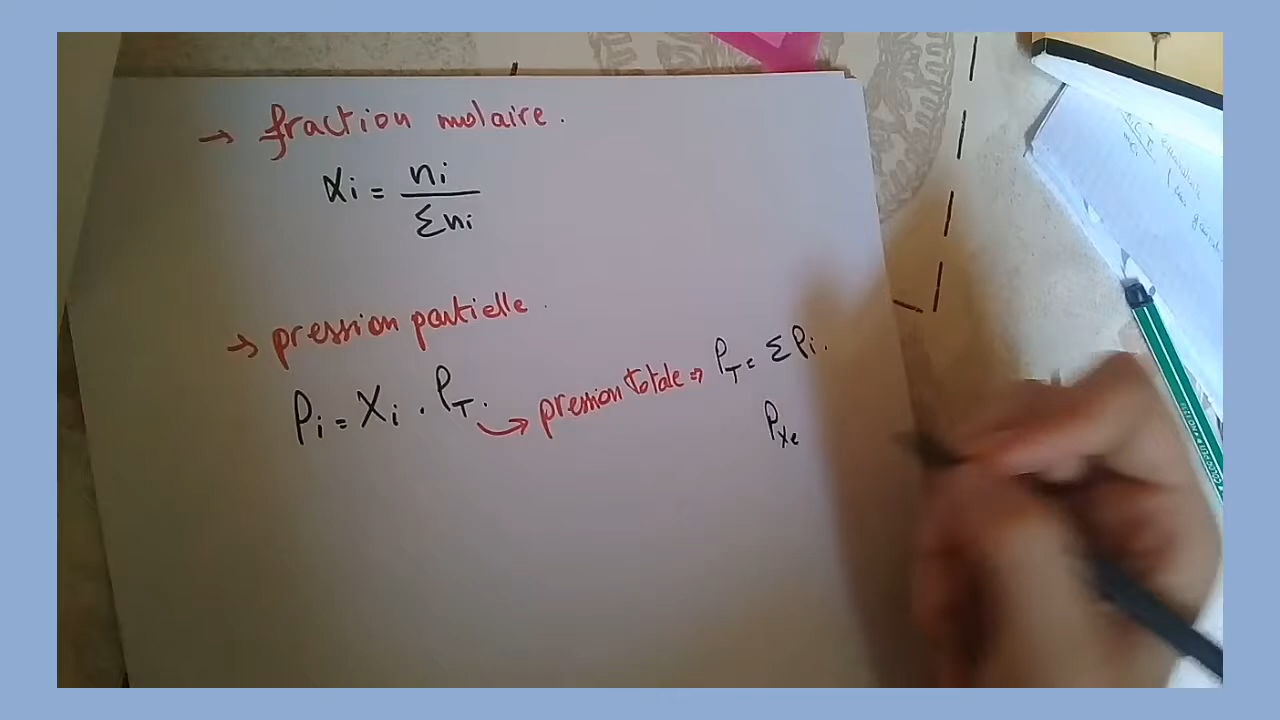 → fraction molaire.
xi = ni / Σni
→ pression partielle.
Pi = Xi . PT. → pression totale ⇒ PT = ΣPi.
PXe